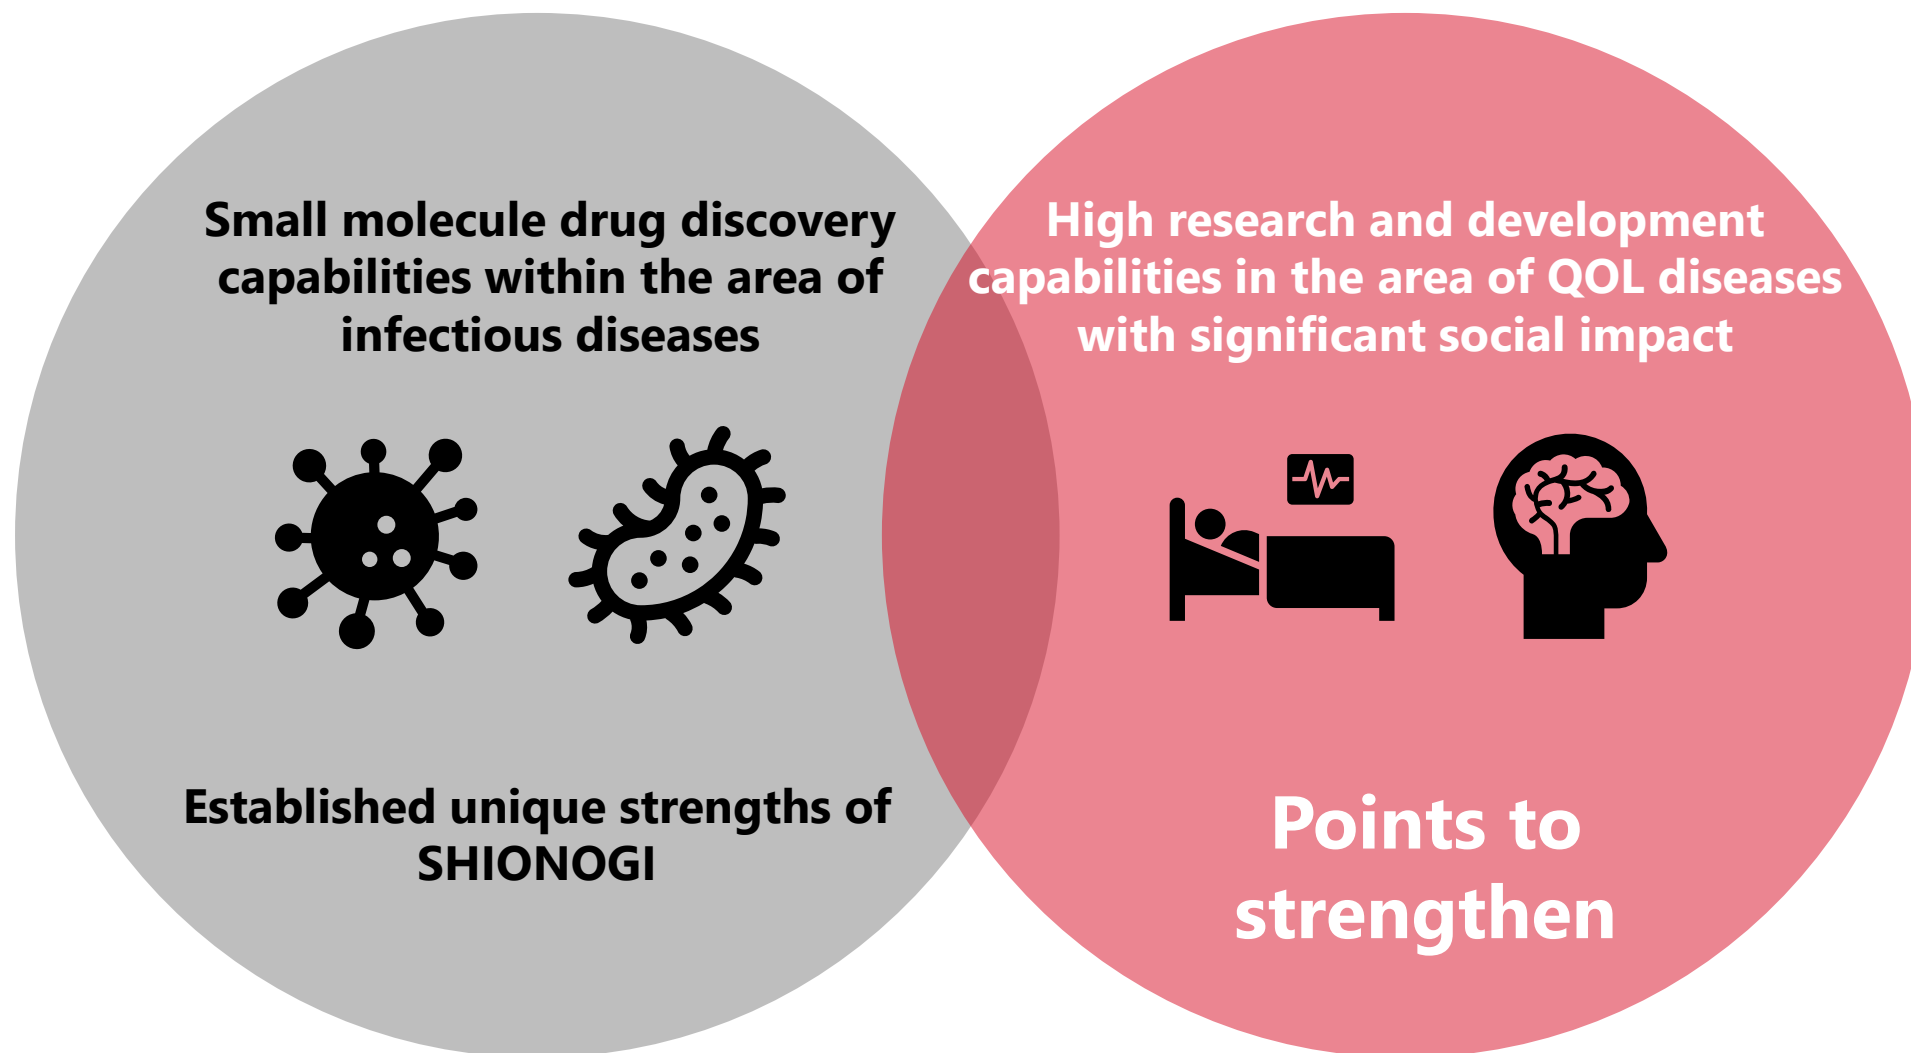 Small molecule drug discovery
capabilities within the area of
infectious diseases
High research and development
capabilities in the area of QOL diseases
with significant social impact
Established unique strengths of
SHIONOGI
Points to
strengthen